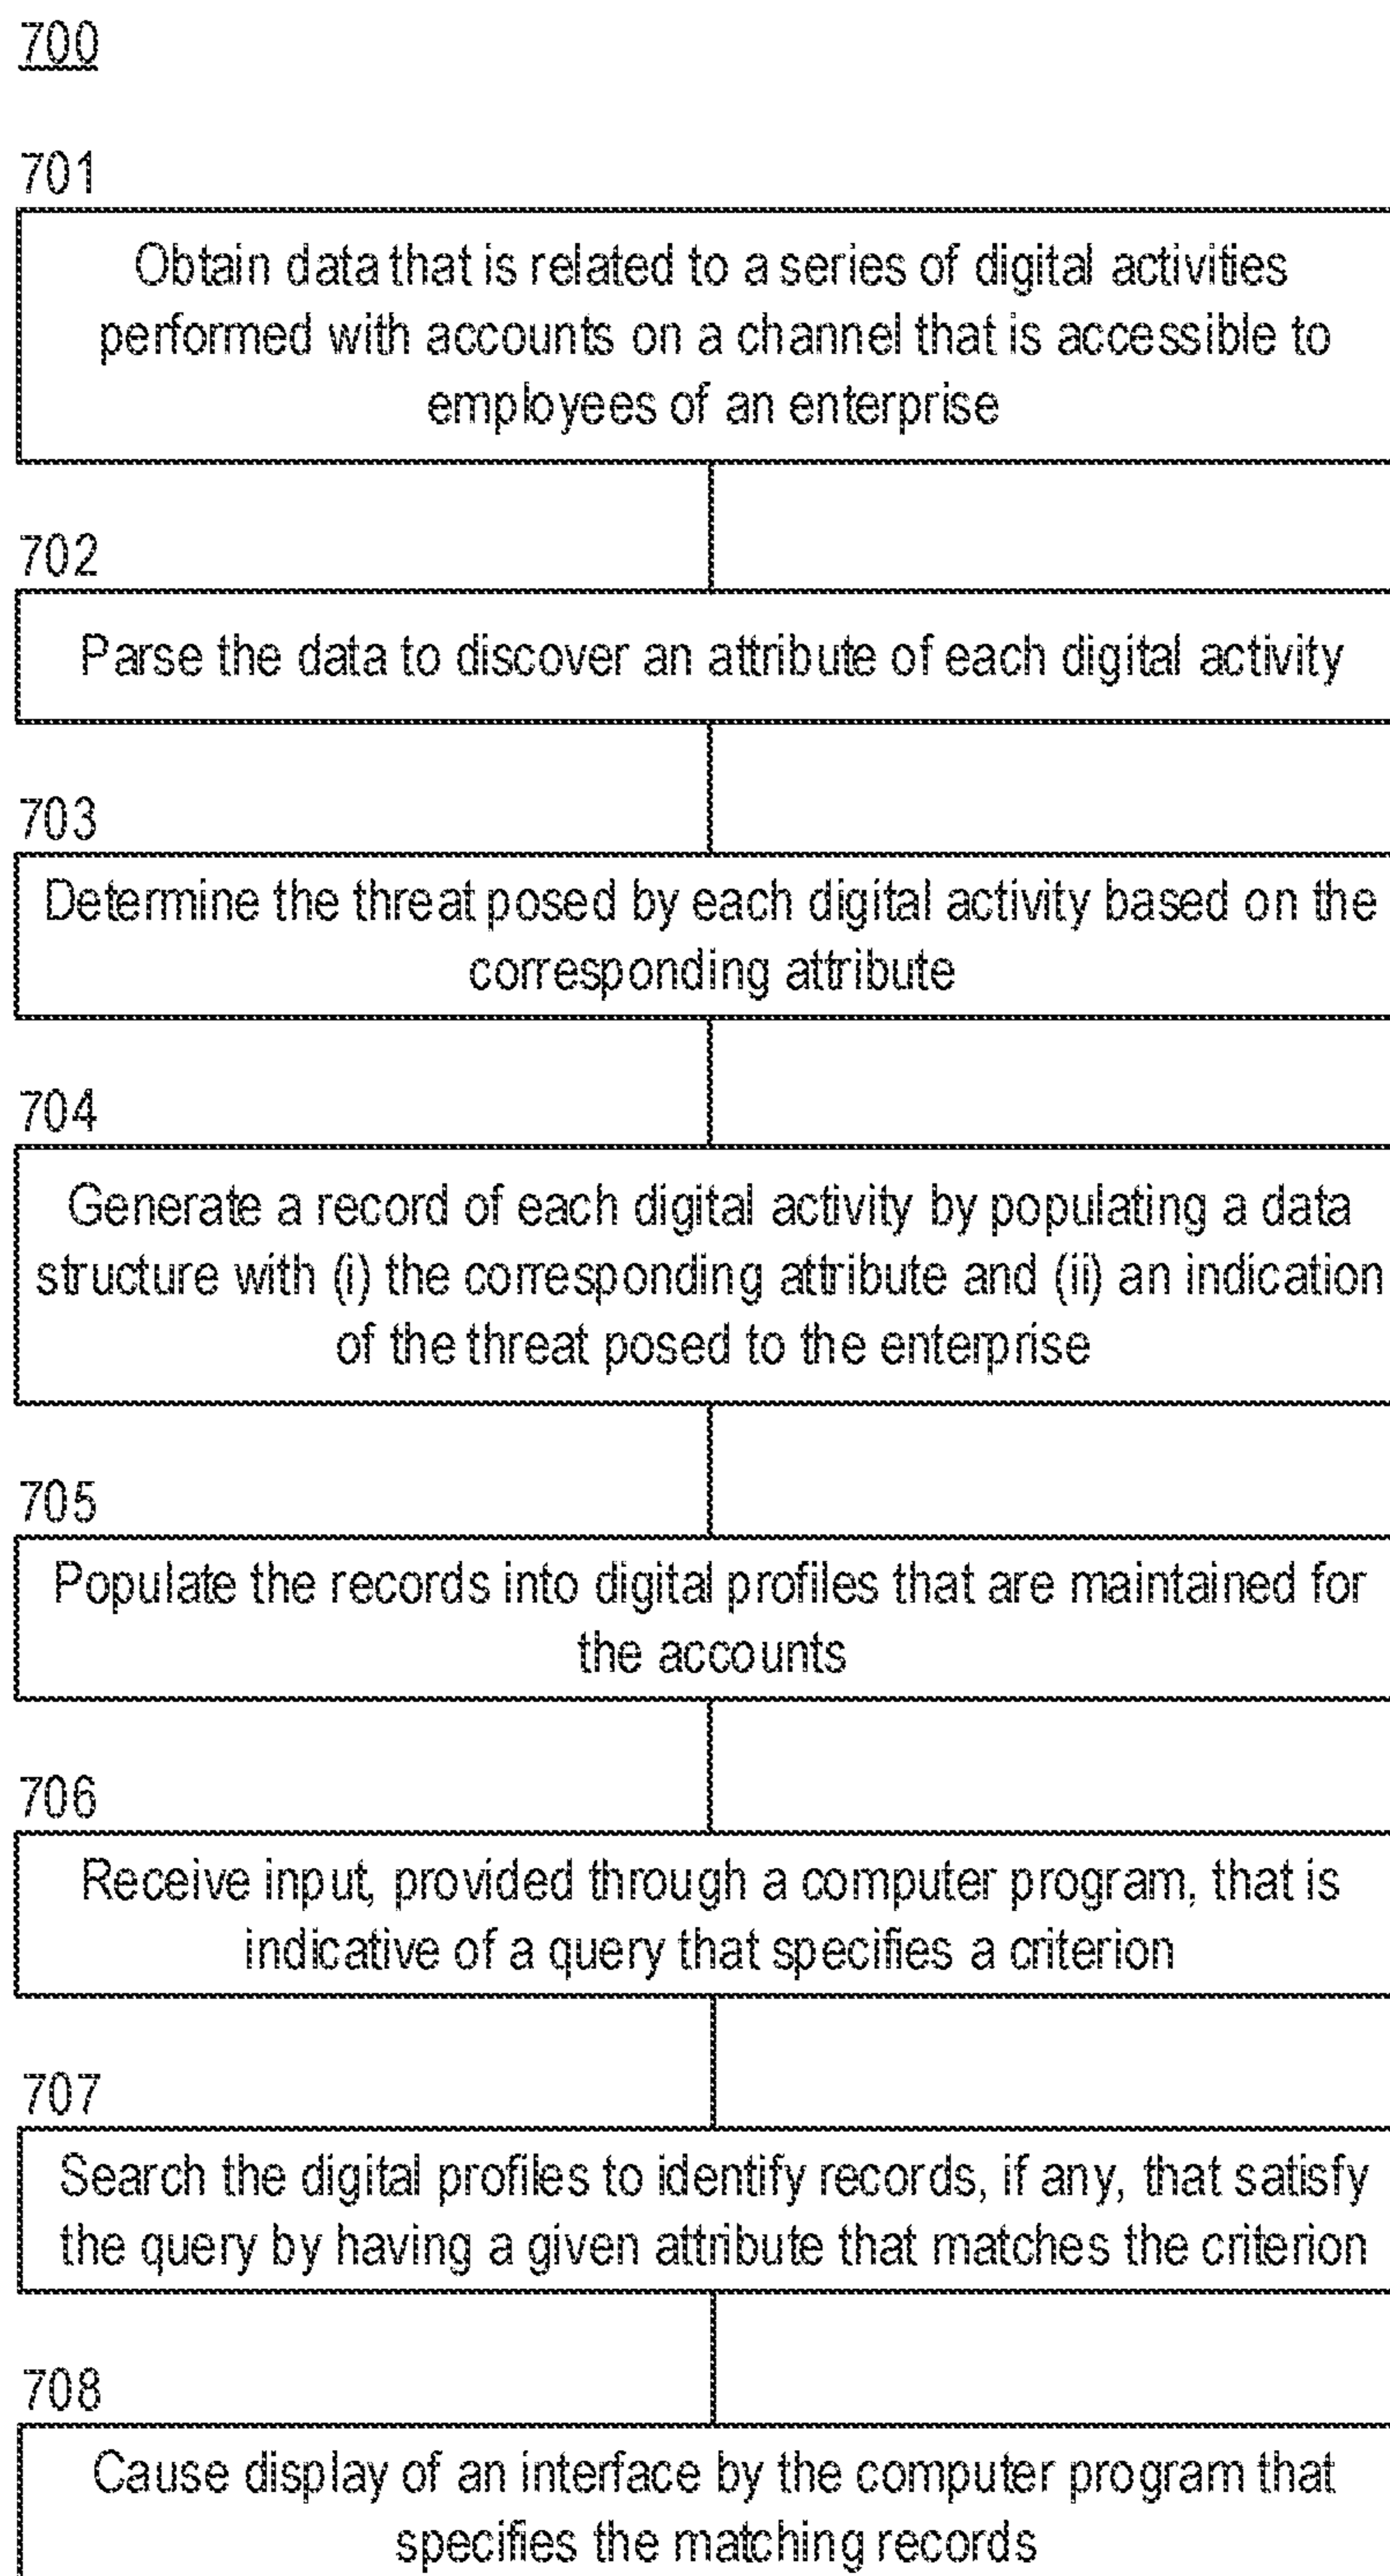 700
701
Obtain data that is related to a series of digital activities
performed with accounts on a channel that is accessible to
employees of an enterprise
702
Parse the data to discover an attribute of each digital activity
703
Determine the threat posed by each digital activity based on the
corresponding attribute
704
Generate a record of each digital activity by populating a data
structure with (i) the corresponding attribute and (ii) an indication
of the threat posed to the enterprise
705
Populate the records into digital profiles that are maintained for
the accounts
706
Receive input, provided through a computer program, that is
indicative of a query that specifies a criterion
707
Search the digital profiles to identify records, if any, that satisfy
the query by having a given attribute that matches the criterion
708
Cause display of an interface by the computer program that
specifies the matching records